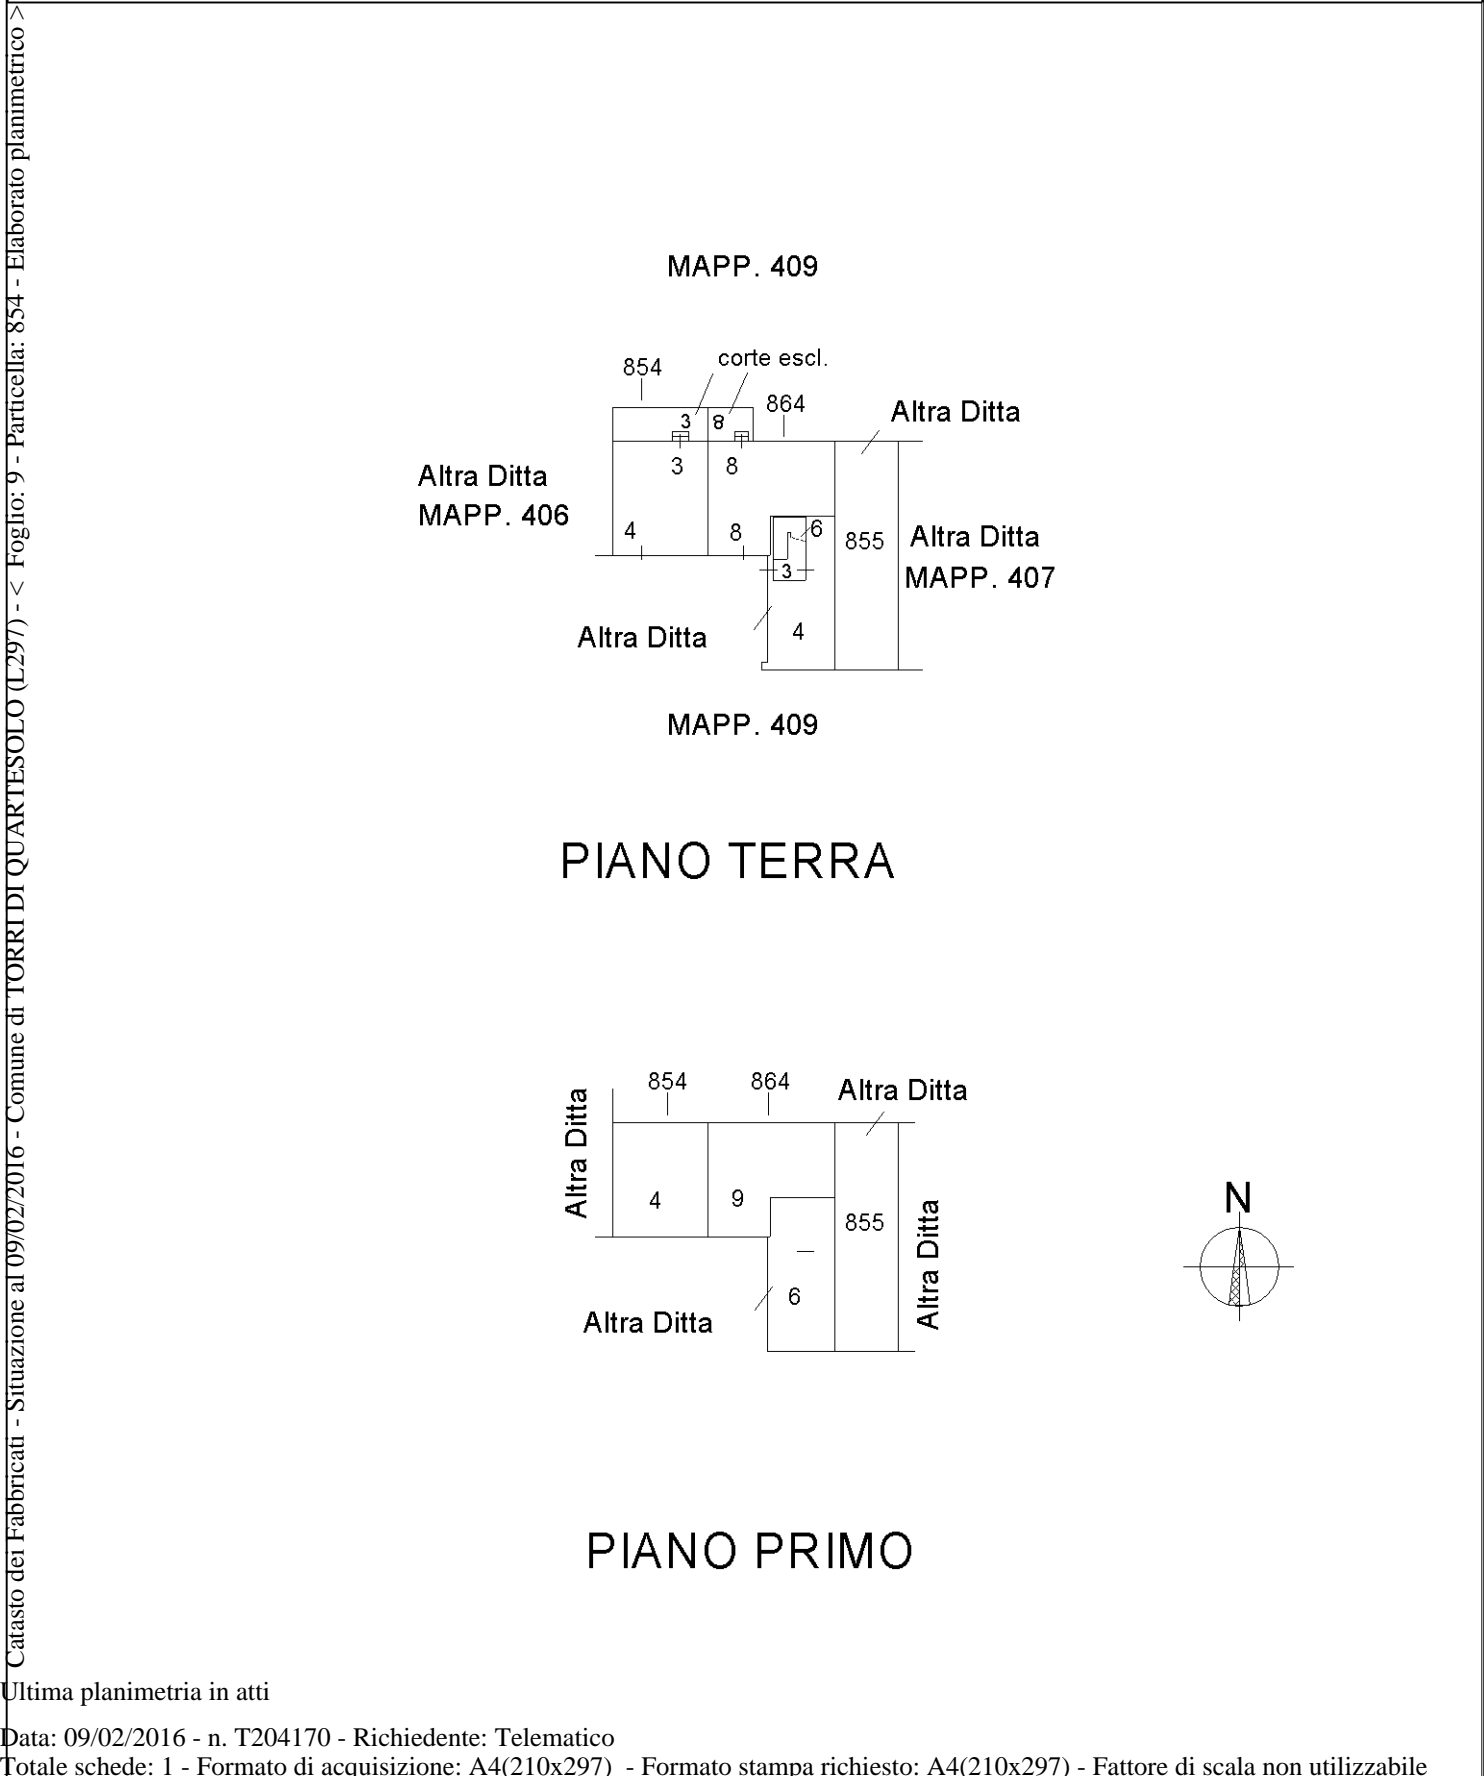 Catasto dei Fabbricati - Situazione al 09/02/2016 - Comune di TORRI DI QUARTESOLO (L297) - < Foglio: 9 - Particella: 854 - Elaborato planimetrico >
MAPP. 409
corte escl.
854
864
Altra Ditta
3 8
3 8
Altra Ditta
MAPP. 406
4 8 6
855
Altra Ditta
MAPP. 407
3
Altra Ditta
4
MAPP. 409
PIANO TERRA
854 864
Altra Ditta
Altra Ditta
4 9
855
Altra Ditta
6
Altra Ditta
N
PIANO PRIMO
Ultima planimetria in atti
Data: 09/02/2016 - n. T204170 - Richiedente: Telematico
Totale schede: 1 - Formato di acquisizione: A4(210x297) - Formato stampa richiesto: A4(210x297) - Fattore di scala non utilizzabile